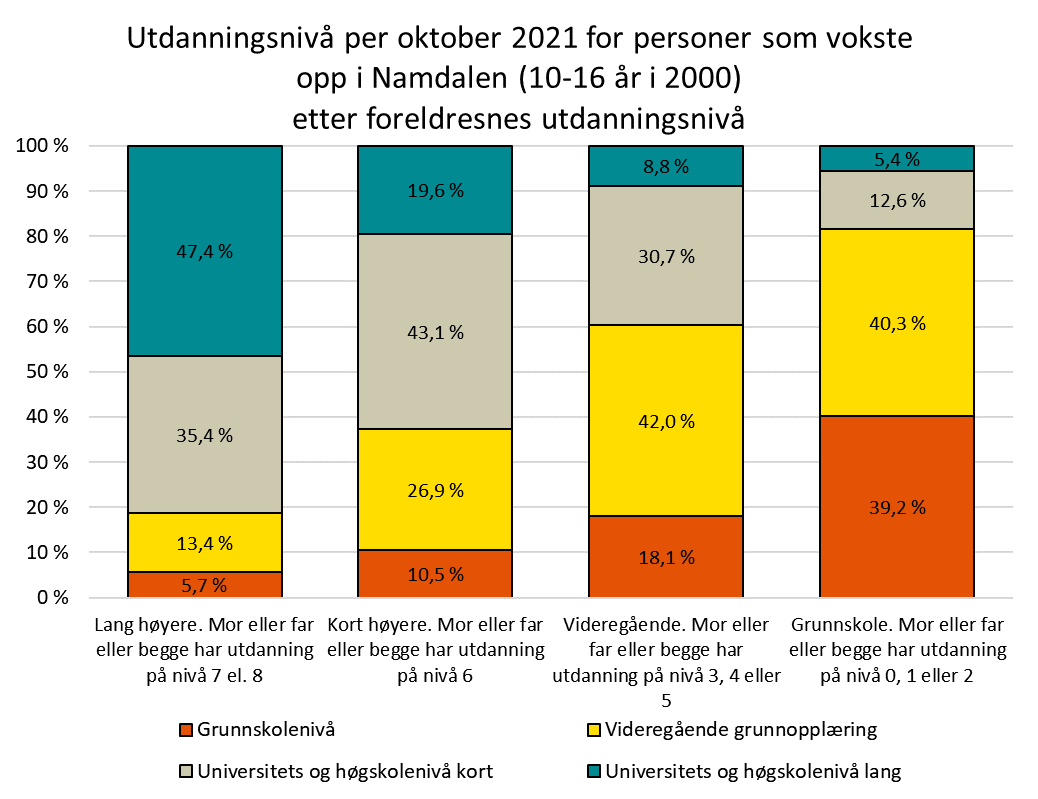 Utdanningsnivå per oktober 2021 for personer som vokste
opp i Namdalen (10-16 år i 2000)
etter foreldresnes utdanningsnivå
100 %
90 %
80 %
70 %
60 %
50 %
40 %
30 %
20 %
10 %
0 %
47,4 %
35,4 %
13,4 %
5,7 %
19,6 %
43,1 %
26,9 %
10,5 %
8,8 %
30,7 %
42,0 %
18,1 %
5,4 %
12,6 %
40,3 %
39,2 %
Lang høyere. Mor eller far
eller begge har utdanning
på nivå 7 el. 8
Kort høyere. Mor eller far
eller begge har utdanning
på nivå 6
Videregående. Mor eller
far eller begge har
utdanning på nivå 3, 4 eller
5
Grunnskole. Mor eller far
eller begge har utdanning
på nivå 0, 1 eller 2
Grunnskolenivå
Videregående grunnopplæring
Universitets og høgskolenivå kort
Universitets og høgskolenivå lang